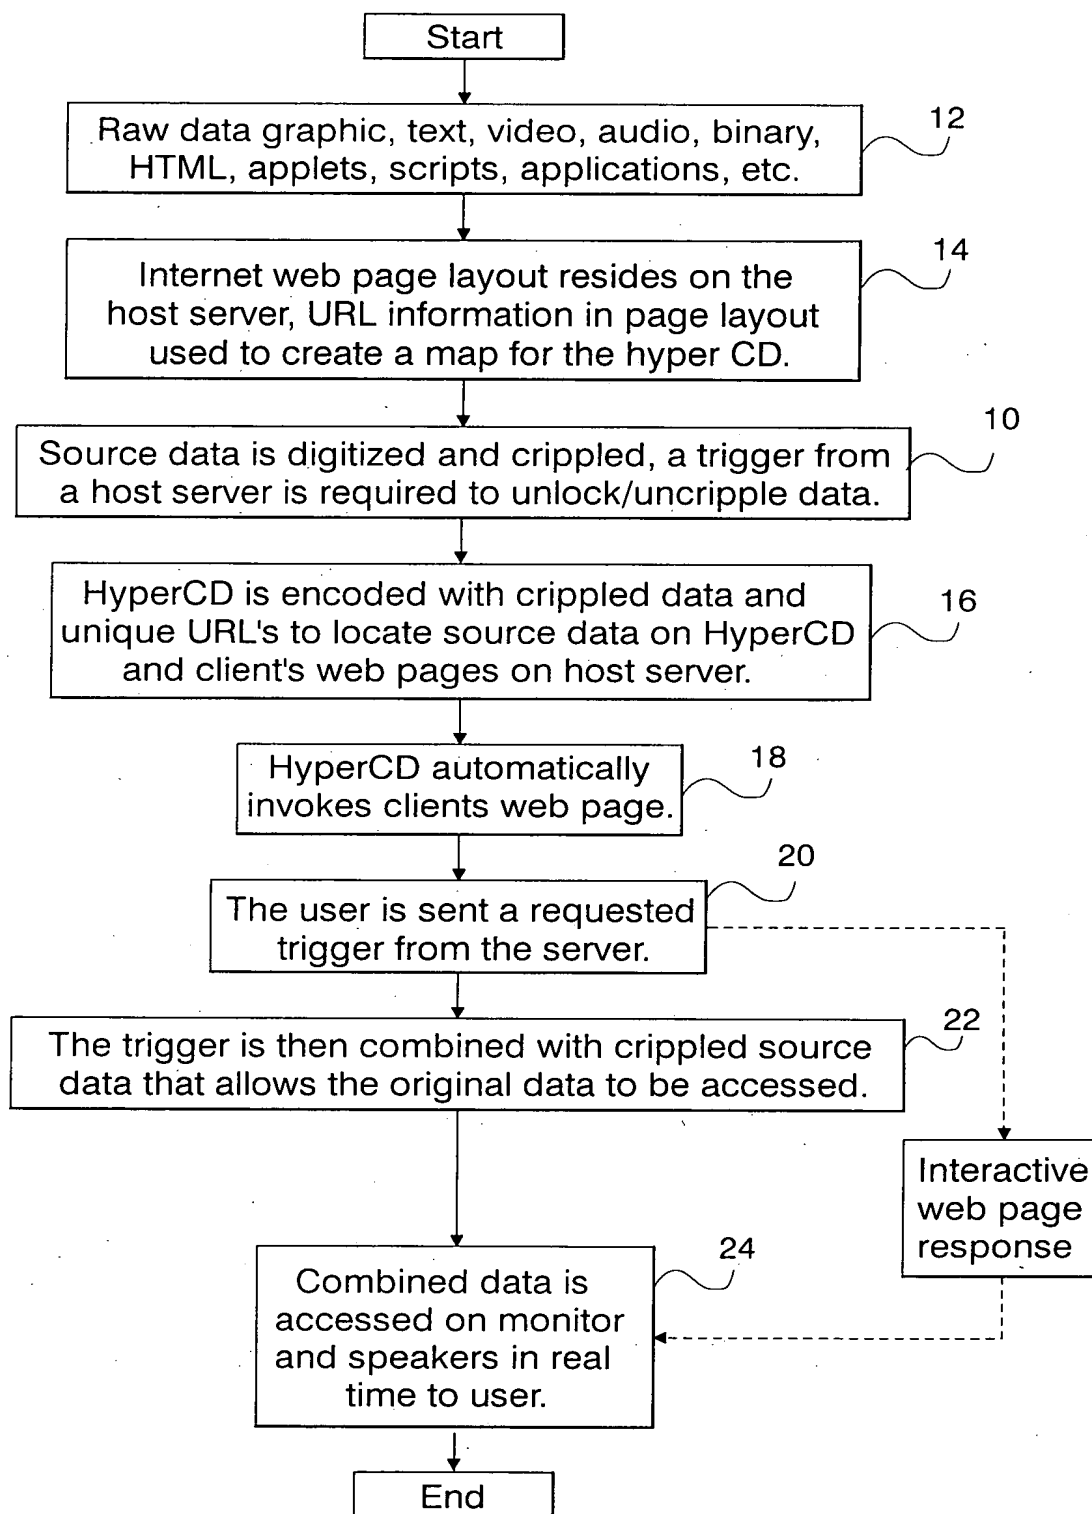 Start
Raw data graphic, text, video, audio, binary,
HTML, applets, scripts, applications, etc.
12
Internet web page layout resides on the
host server, URL information in page layout
used to create a map for the hyper CD.
14
Source data is digitized and crippled, a trigger from
a host server is required to unlock/uncripple data.
10
HyperCD is encoded with crippled data and
unique URL's to locate source data on HyperCD
and client's web pages on host server.
16
HyperCD automatically
invokes clients web page.
18
The user is sent a requested
trigger from the server.
20
The trigger is then combined with crippled source
data that allows the original data to be accessed.
22
Interactive
web page
response
Combined data is
accessed on monitor
and speakers in real
time to user.
24
End